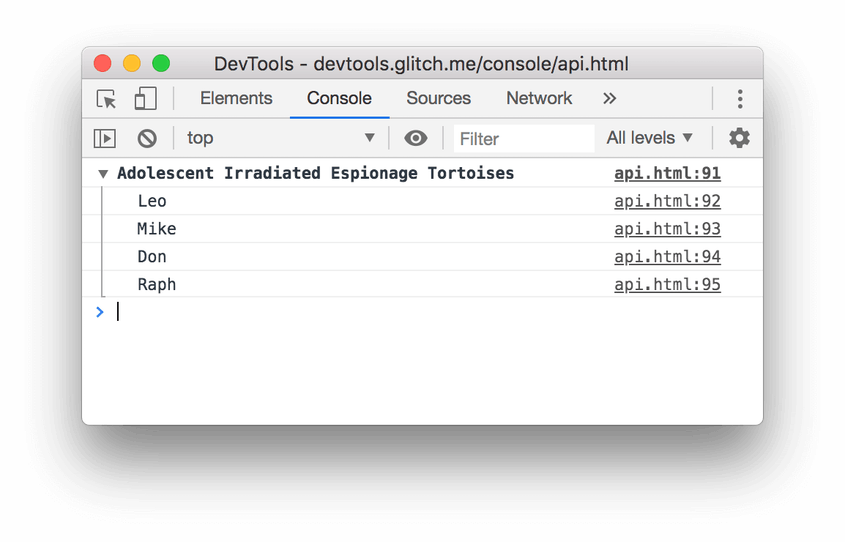 DevTools - devtools.glitch.me/console/api.html
Elements Console Sources Network »
top ▼ Filter All levels ▼
▼ Adolescent Irradiated Espionage Tortoises api.html:91
Leo api.html:92
Mike api.html:93
Don api.html:94
Raph api.html:95
>